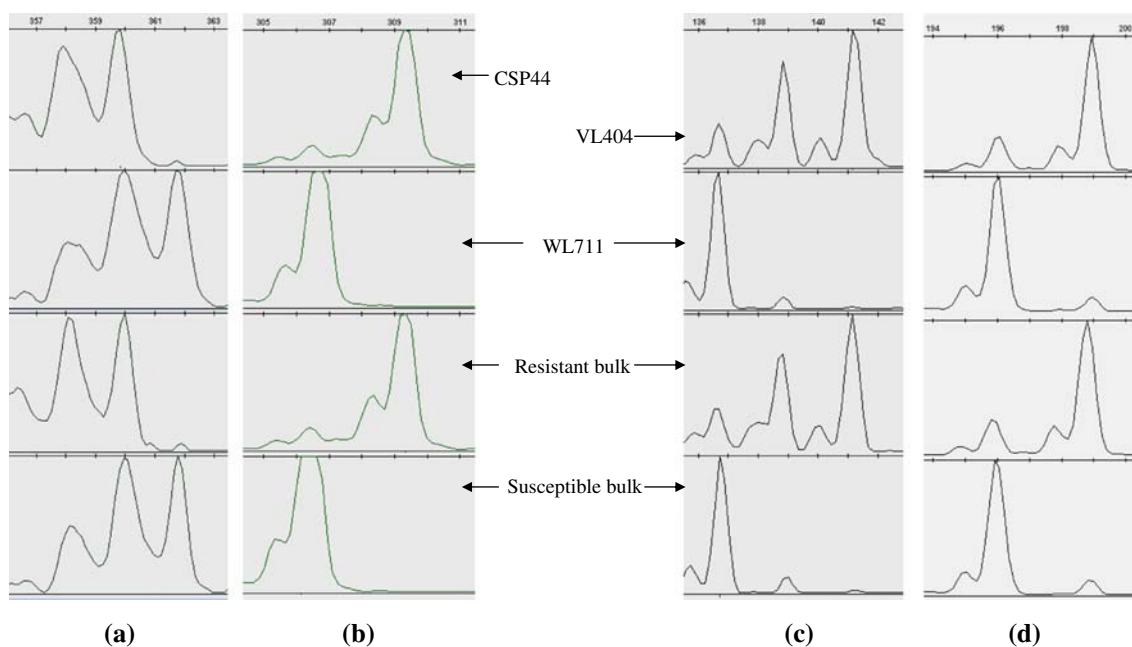 357 359 361 363
305 307 309 311
136 138 140 142
194 196 198 200
CSP44
VL404
WL711
Resistant bulk
Susceptible bulk
(a) (b) (c) (d)